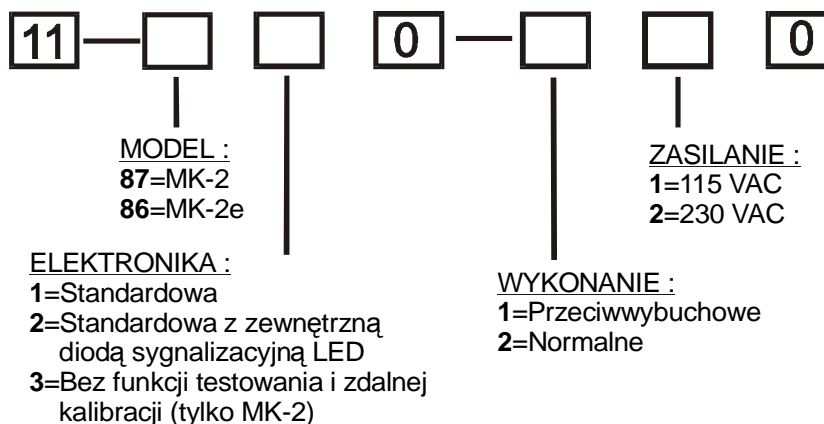 11 0 0
MODEL :
87=MK-2
86=MK-2e
ZASILANIE :
1=115 VAC
2=230 VAC
ELEKTRONIKA :
1=Standardowa
2=Standardowa z zewnętrzną
diodą sygnalizacyjną LED
3=Bez funkcji testowania i zdalnej
kalibracji (tylko MK-2)
WYKONANIE :
1=Przeciwwybuchowe
2=Normalne